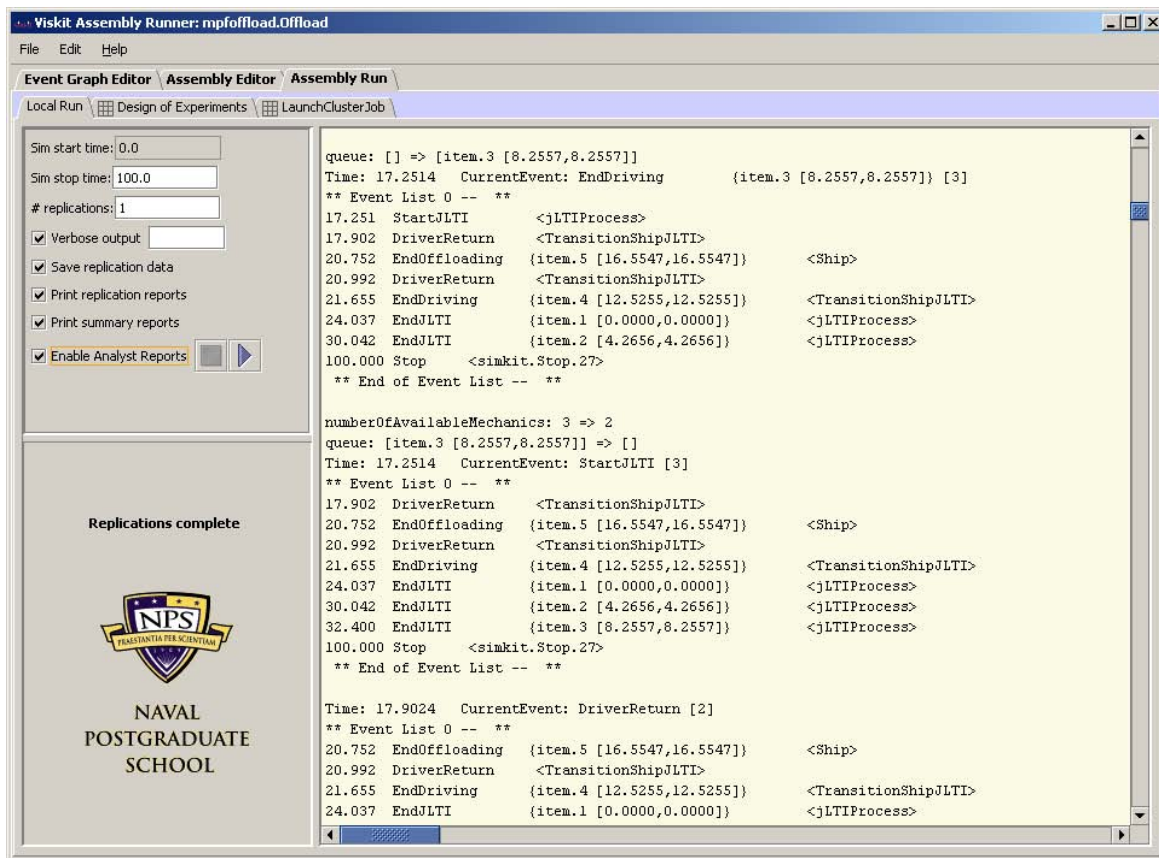 Viskit Assembly Runner: mpfoffload.Offload
File Edit Help
Event Graph Editor Assembly Editor Assembly Run
Local Run Design of Experiments LaunchClusterJob
Sim start time: 0.0
Sim stop time: 100.0
# replications: 1
Verbose output
Save replication data
Print replication reports
Print summary reports
Enable Analyst Reports
Replications complete
NPS
PRAESTANTIA PER SCIENTIAM
NAVAL
POSTGRADUATE
SCHOOL
queue: [] => [item.3 [8.2557,8.2557]]
Time: 17.2514 CurrentEvent: EndDriving {item.3 [8.2557,8.2557]} [3]
** Event List 0 -- **
17.251 StartJLTI <jLTIProcess>
17.902 DriverReturn <TransitionShipJLTI>
20.752 EndOffloading {item.5 [16.5547,16.5547]} <Ship>
20.992 DriverReturn <TransitionShipJLTI>
21.655 EndDriving {item.4 [12.5255,12.5255]} <TransitionShipJLTI>
24.037 EndJLTI {item.1 [0.0000,0.0000]} <jLTIProcess>
30.042 EndJLTI {item.2 [4.2656,4.2656]} <jLTIProcess>
100.000 Stop <simkit.Stop.27>
** End of Event List -- **
numberOfAvailableMechanics: 3 => 2
queue: [item.3 [8.2557,8.2557]] => []
Time: 17.2514 CurrentEvent: StartJLTI [3]
** Event List 0 -- **
17.902 DriverReturn <TransitionShipJLTI>
20.752 EndOffloading {item.5 [16.5547,16.5547]} <Ship>
20.992 DriverReturn <TransitionShipJLTI>
21.655 EndDriving {item.4 [12.5255,12.5255]} <TransitionShipJLTI>
24.037 EndJLTI {item.1 [0.0000,0.0000]} <jLTIProcess>
30.042 EndJLTI {item.2 [4.2656,4.2656]} <jLTIProcess>
32.400 EndJLTI {item.3 [8.2557,8.2557]} <jLTIProcess>
100.000 Stop <simkit.Stop.27>
** End of Event List -- **
Time: 17.9024 CurrentEvent: DriverReturn [2]
** Event List 0 -- **
20.752 EndOffloading {item.5 [16.5547,16.5547]} <Ship>
20.992 DriverReturn <TransitionShipJLTI>
21.655 EndDriving {item.4 [12.5255,12.5255]} <TransitionShipJLTI>
24.037 EndJLTI {item.1 [0.0000,0.0000]} <jLTIProcess>